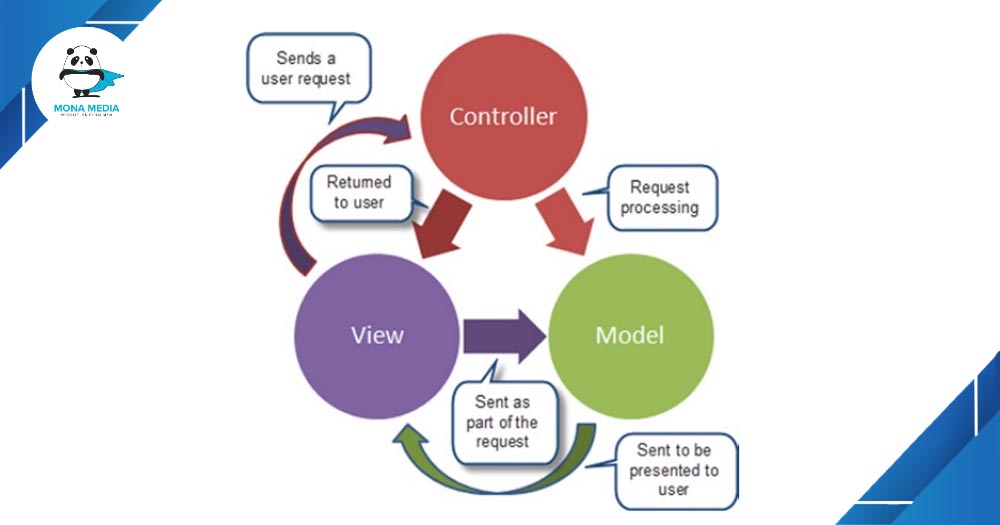 MONA MEDIA
Sends a
user request
Controller
Returned
to user
Request
processing
View
Model
Sent as
part of the
request
Sent to be
presented to
user